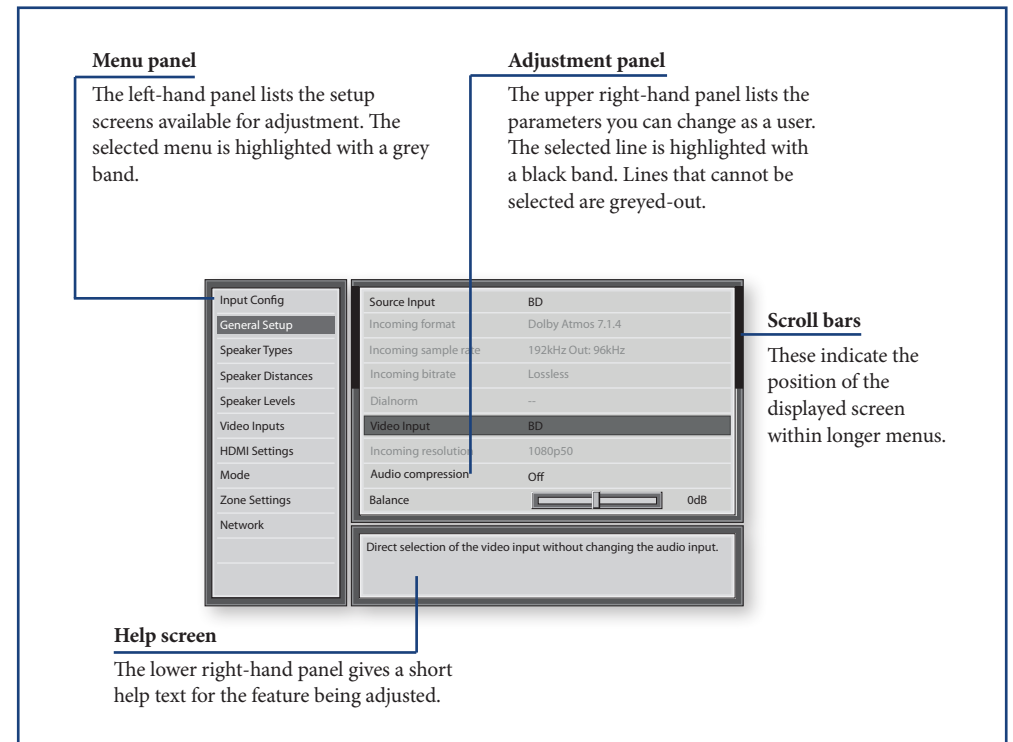 Menu panel
The left-hand panel lists the setup
screens available for adjustment. The
selected menu is highlighted with a grey
band.
Adjustment panel
The upper right-hand panel lists the
parameters you can change as a user.
The selected line is highlighted with
a black band. Lines that cannot be
selected are greyed-out.
Input Config
General Setup
Speaker Types
Speaker Distances
Speaker Levels
Video Inputs
HDMI Settings
Mode
Zone Settings
Network
Source Input BD
Incoming format Dolby Atmos 7.1.4
Incoming sample rate 192kHz Out: 96kHz
Incoming bitrate Lossless
Dialnorm --
Video Input BD
Incoming resolution 1080p50
Audio compression Off
Balance 0dB
Direct selection of the video input without changing the audio input.
Scroll bars
These indicate the
position of the
displayed screen
within longer menus.
Help screen
The lower right-hand panel gives a short
help text for the feature being adjusted.